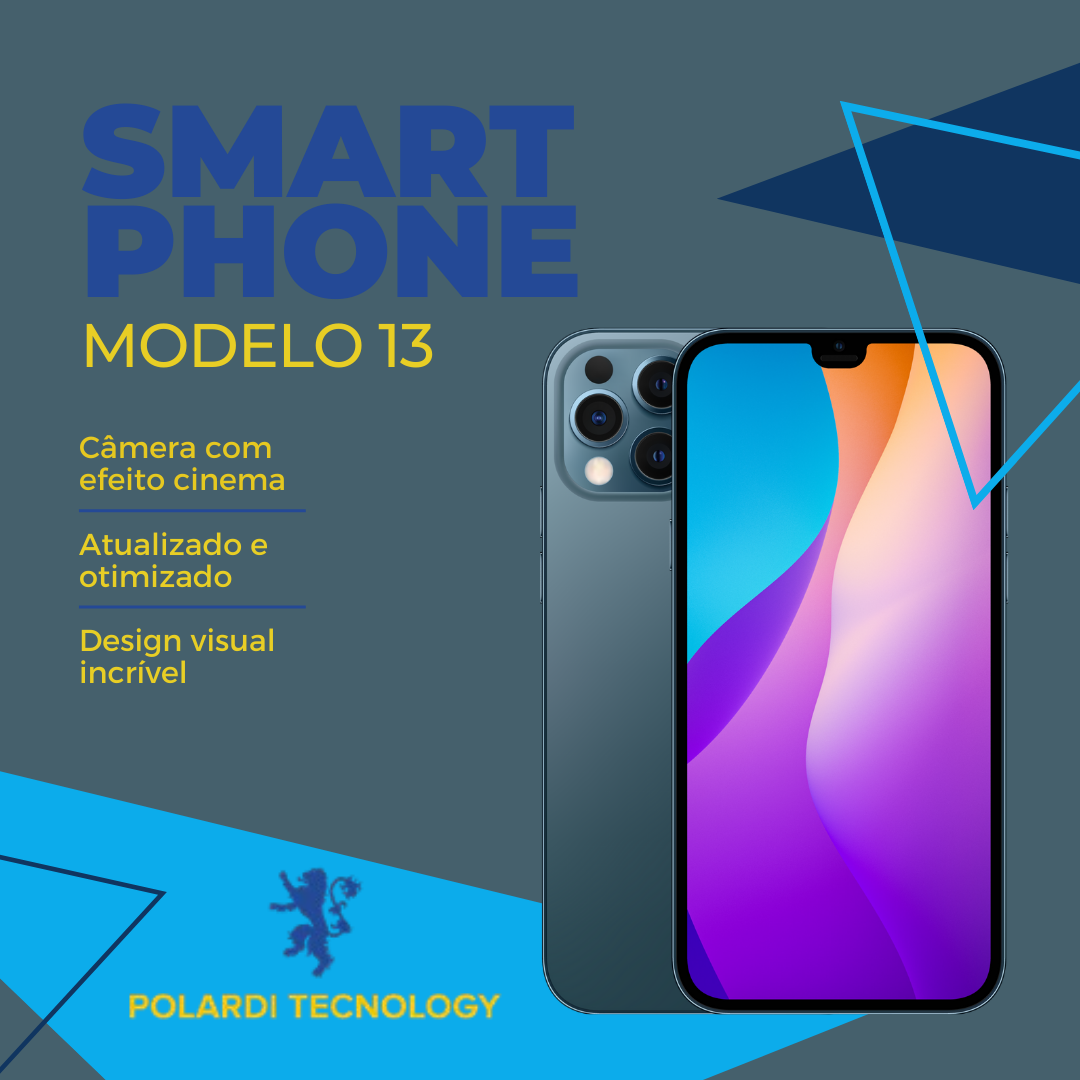 SMART
PHONE
MODELO 13
Câmera com
efeito cinema
Atualizado e
otimizado
Design visual
incrível
POLARDI TECNOLOGY